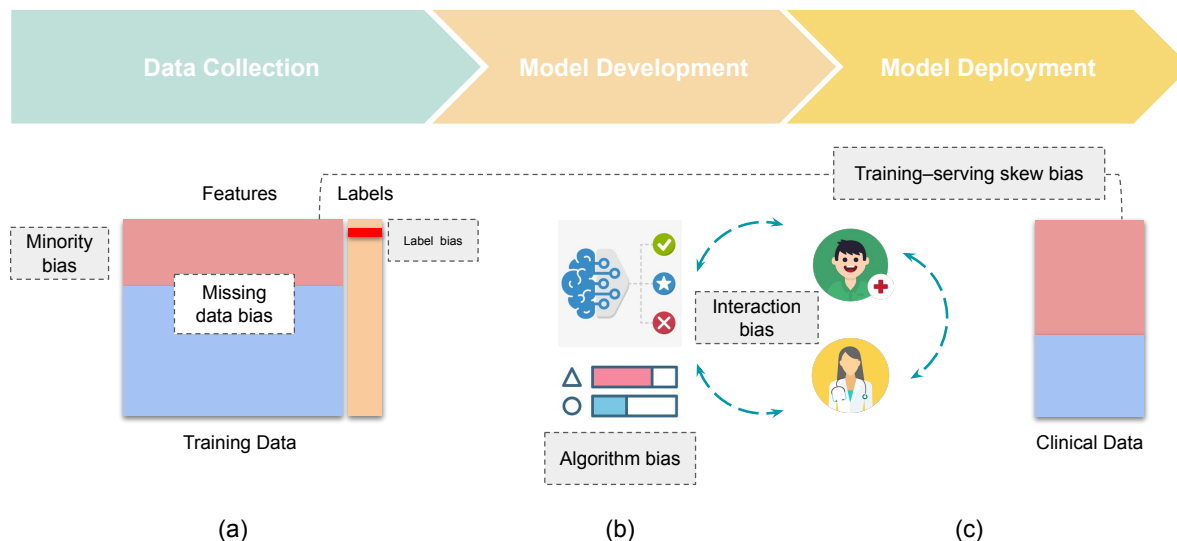 Data Collection
Model Development
Model Deployment
Training–serving skew bias
Features
Labels
Minority
bias
Label bias
Missing
data bias
Interaction
bias
Training Data
Algorithm bias
Clinical Data
(a)
(b)
(c)